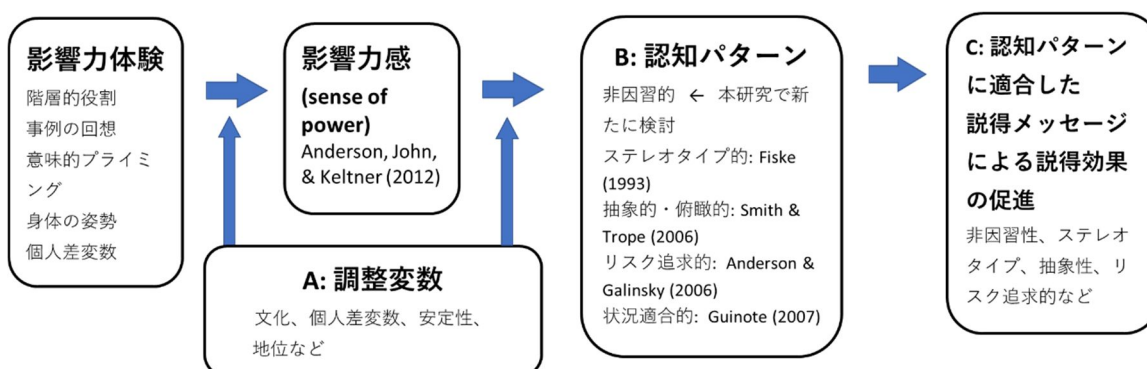 影響力体験
階層的役割
事例の回想
意味的プライミ
ング
身体の姿勢
個人差変数
影響力感
(sense of
power)
Anderson, John,
& Keltner (2012)
A: 調整変数
文化、個人差変数、安定性、
地位など
B: 認知パターン
非因習的 ← 本研究で新
たに検討
ステレオタイプ的: Fiske
(1993)
抽象的・俯瞰的: Smith &
Trope (2006)
リスク追求的: Anderson &
Galinsky (2006)
状況適合的: Guinote (2007)
C: 認知パターン
に適合した
説得メッセージ
による説得効果
の促進
非因習性、ステレオ
タイプ、抽象性、リ
スク追求的など